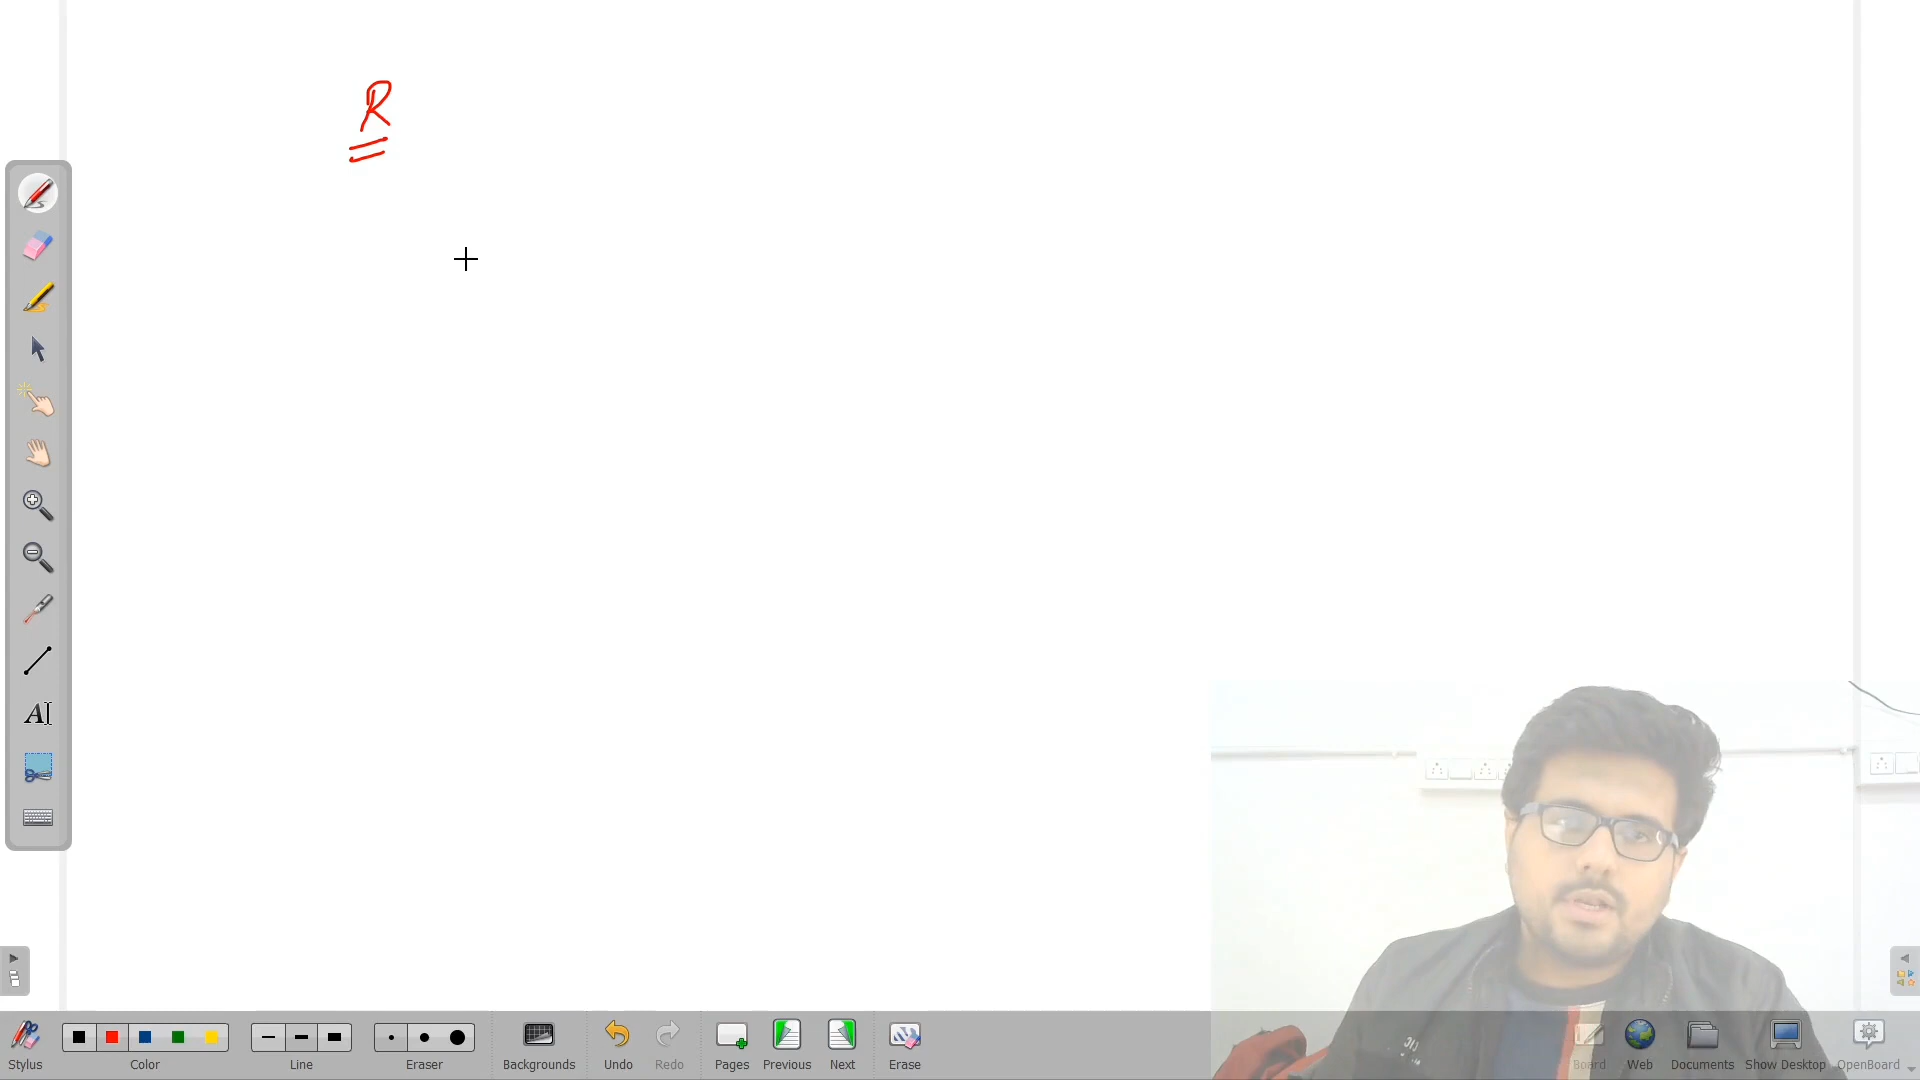 R
Stylus
Color
Line
Eraser
Backgrounds
Undo
Redo
Pages
Previous
Next
Erase
Board
Web
Documents
Show Desktop
OpenBoard